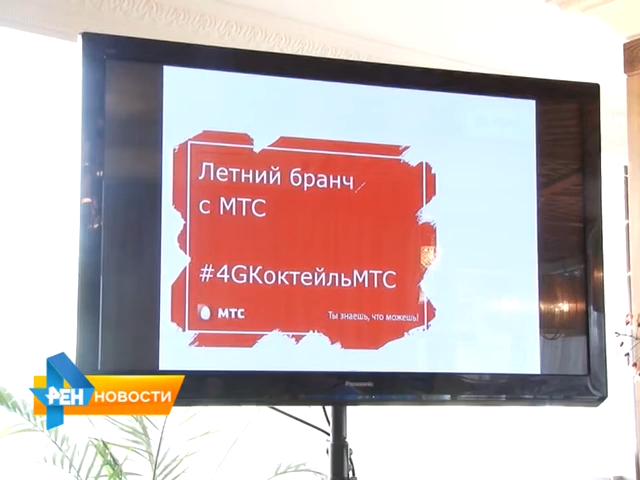 Летний бранч
с МТС
#4GКоктейльМТС
МТС
Ты знаешь, что можешь!
Panasonic
РЕН НОВОСТИ